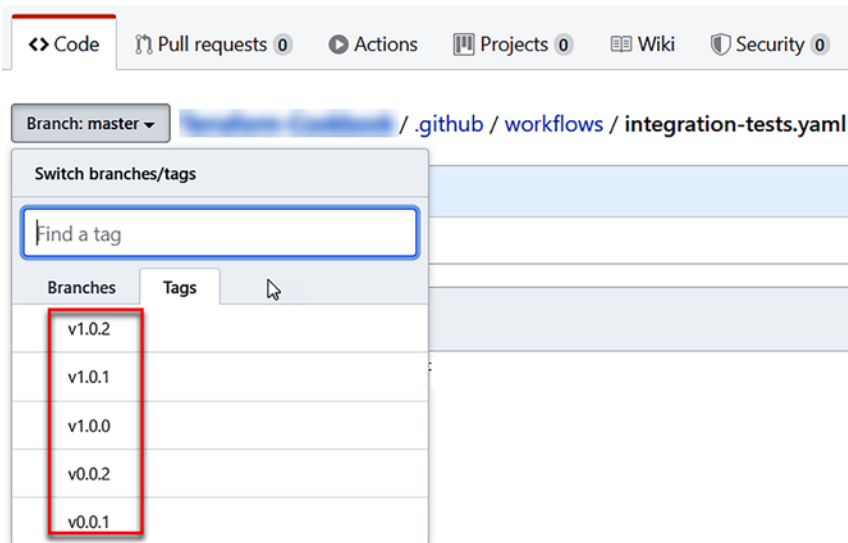 Code Pull requests 0 Actions Projects 0 Wiki Security 0
Branch: master / .github / workflows / integration-tests.yaml
Switch branches/tags
Find a tag
Branches Tags
v1.0.2
v1.0.1
v1.0.0
v0.0.2
v0.0.1